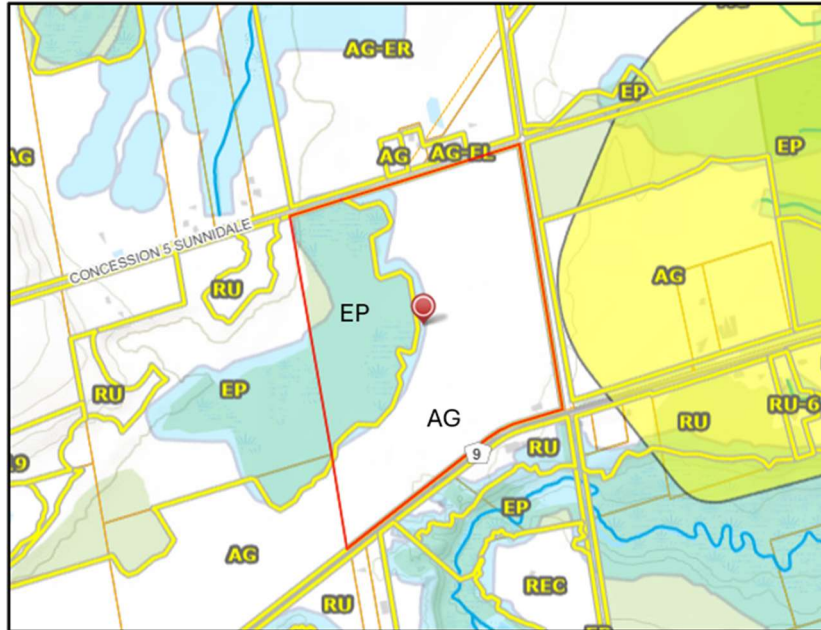 AG-ER
EP
AG
AG
AG-EL
EP
CONCESSION 5 SUNNIDALE
RU
EP
AG
RU
EP
AG
RU-6
RU
19
9
RU
EP
AG
REC
RU